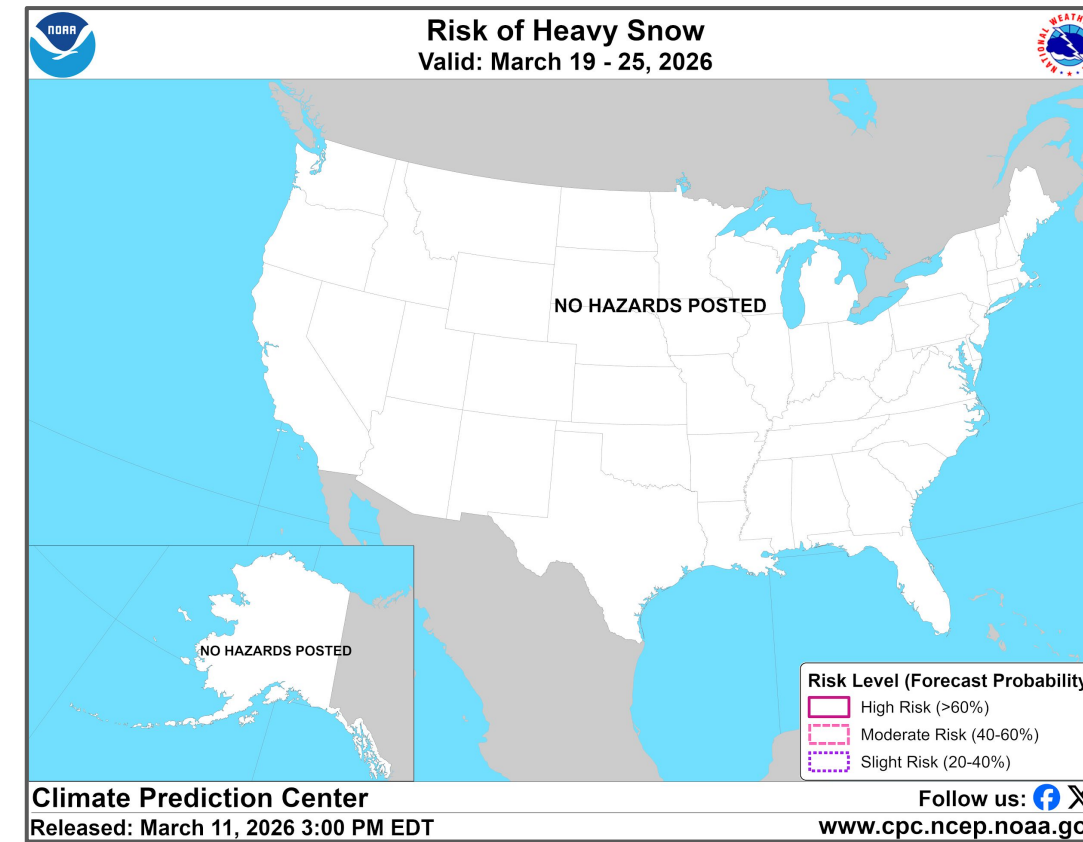 NOAA
Risk of Heavy Snow
Valid: March 19 - 25, 2026
NO HAZARDS POSTED
NO HAZARDS POSTED
Risk Level (Forecast Probability
High Risk (>60%)
Moderate Risk (40-60%)
Slight Risk (20-40%)
Climate Prediction Center
Follow us:
Released: March 11, 2026 3:00 PM EDT
www.cpc.ncep.noaa.go